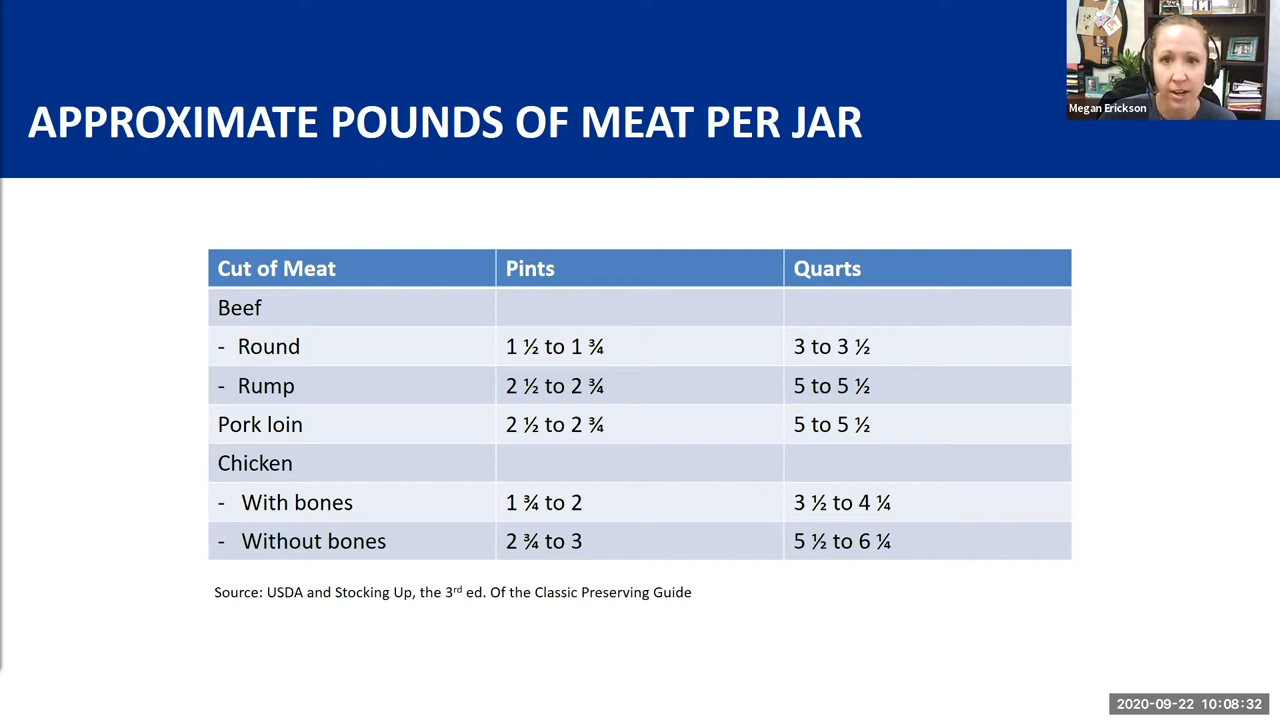 Megan Erickson
APPROXIMATE POUNDS OF MEAT PER JAR
Cut of Meat Pints Quarts
Beef
- Round 1 ½ to 1 ¾ 3 to 3 ½
- Rump 2 ½ to 2 ¾ 5 to 5 ½
Pork loin 2 ½ to 2 ¾ 5 to 5 ½
Chicken
- With bones 1 ¾ to 2 3 ½ to 4 ¼
- Without bones 2 ¾ to 3 5 ½ to 6 ¼
Source: USDA and Stocking Up, the 3rd ed. Of the Classic Preserving Guide
2020-09-22 10:08:32